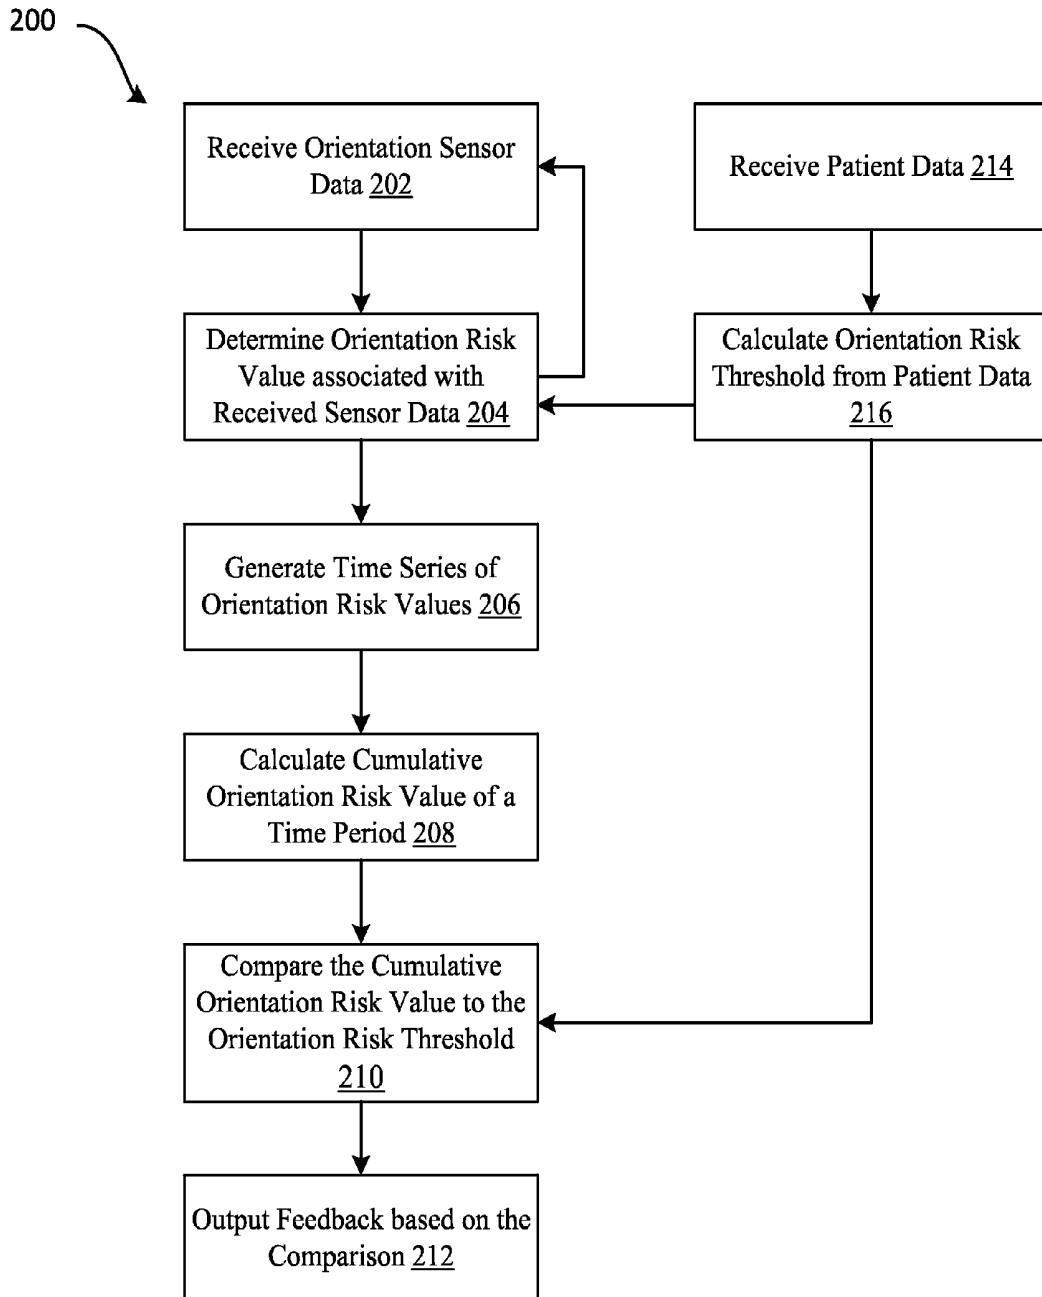 200
Receive Orientation Sensor
Data 202
Receive Patient Data 214
Determine Orientation Risk
Value associated with
Received Sensor Data 204
Calculate Orientation Risk
Threshold from Patient Data
216
Generate Time Series of
Orientation Risk Values 206
Calculate Cumulative
Orientation Risk Value of a
Time Period 208
Compare the Cumulative
Orientation Risk Value to the
Orientation Risk Threshold
210
Output Feedback based on the
Comparison 212